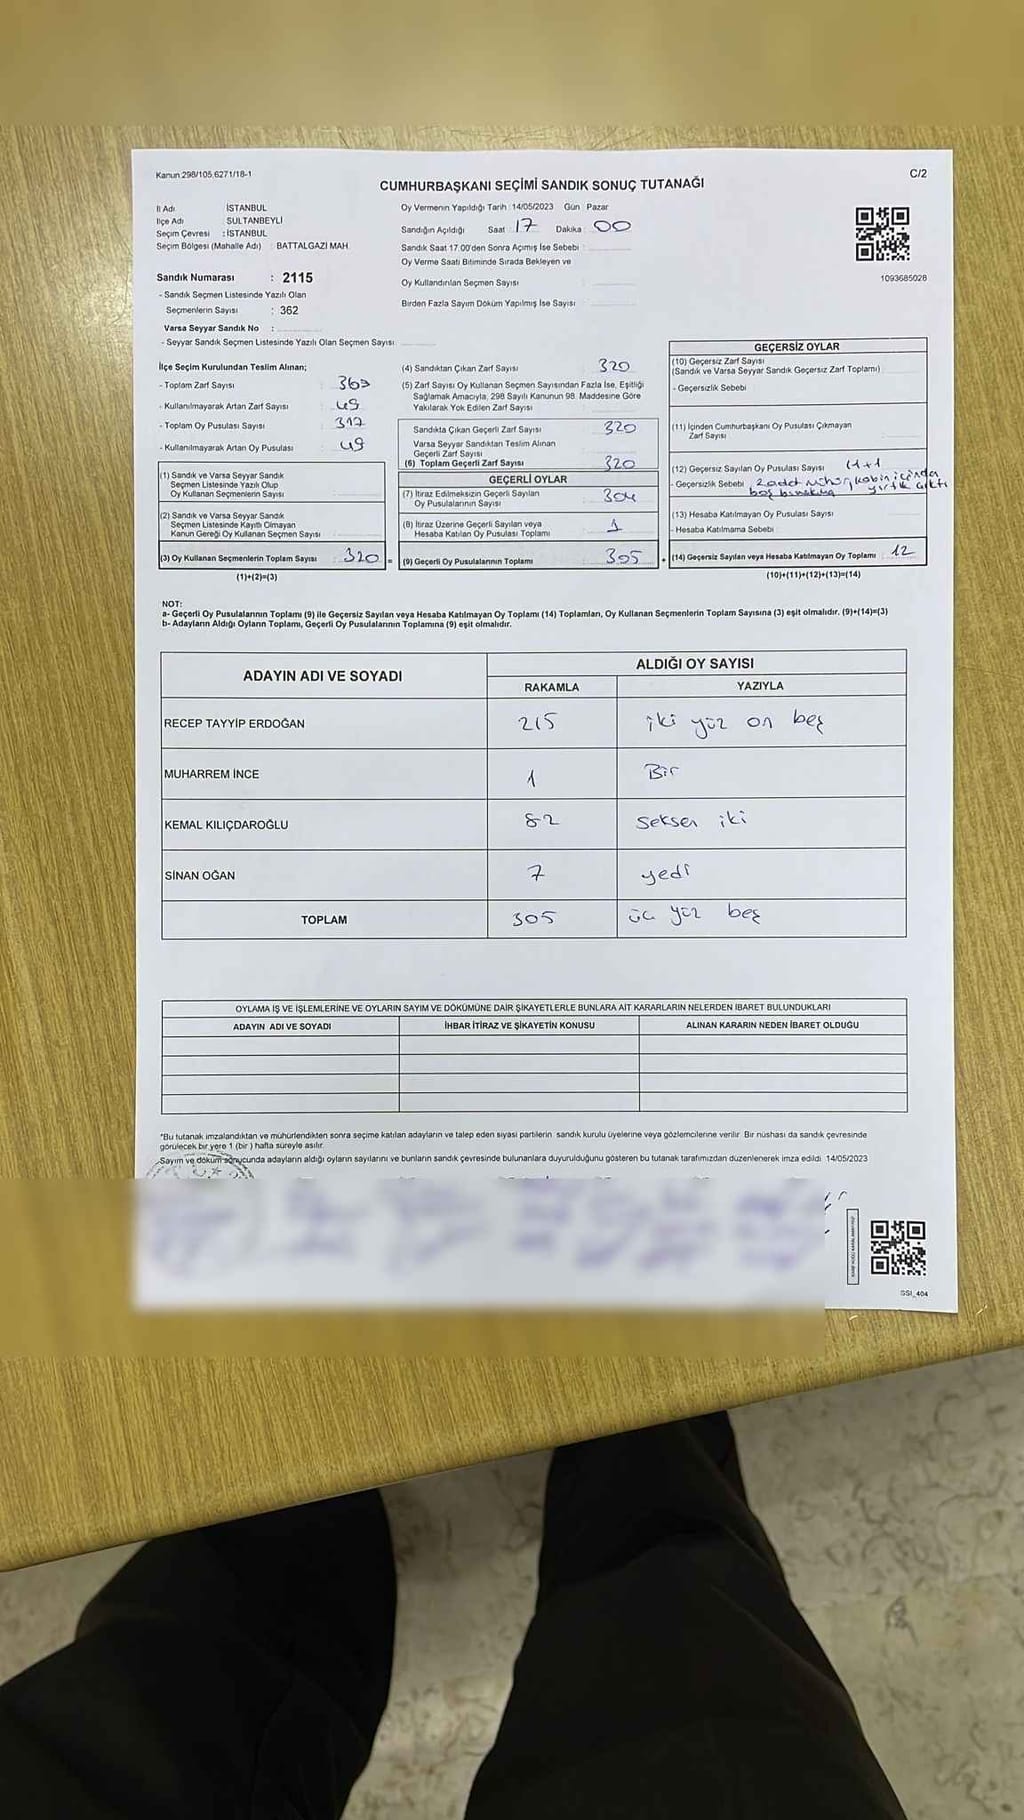 Kanun:298/105,6271/18-1
C/2
CUMHURBAŞKANI SEÇİMİ SANDIK SONUÇ TUTANAĞI
İl Adı İSTANBUL
İlçe Adı SULTANBEYLİ
Seçim Çevresi : İSTANBUL
Seçim Bölgesi (Mahalle Adı) : BATTALGAZİ MAH.
Sandık Numarası : 2115
- Sandık Seçmen Listesinde Yazılı Olan
Seçmenlerin Sayısı : 362
Varsa Seyyar Sandık No :
- Seyyar Sandık Seçmen Listesinde Yazılı Olan Seçmen Sayısı
Oy Vermenin Yapıldığı Tarih 14/05/2023 Gün Pazar
Sandığın Açıldığı Saat 17 Dakika 00
Sandık Saat 17.00'den Sonra Açımış İse Sebebi
Oy Verme Saati Bitiminde Sırada Bekleyen ve
Oy Kullandırılan Seçmen Sayısı
Birden Fazla Sayım Döküm Yapılmış İse Sayısı
1093685028
İlçe Seçim Kurulundan Teslim Alınan;
- Toplam Zarf Sayısı
- Kullanılmayarak Artan Zarf Sayısı 49
- Toplam Oy Pusulası Sayısı
- Kullanılmayarak Artan Oy Pusulası 49
(1) Sandık ve Varsa Seyyar Sandık
Seçmen Listesinde Yazılı Olup
Oy Kullanan Seçmenlerin Sayısı
(2) Sandık ve Varsa Seyyar Sandık
Seçmen Listesinde Kayıtlı Olmayan
Kanun Gereği Oy Kullanan Seçmen Sayısı
(3) Oy Kullanan Seçmenlerin Toplam Sayısı 320 =
(1)+(2)=(3)
(4) Sandıktan Çıkan Zarf Sayısı 320
(5) Zarf Sayısı Oy Kullanan Seçmen Sayısından Fazla İse, Eşitliği
Sağlamak Amacıyla, 298 Sayılı Kanunun 98. Maddesine Göre
Yakılarak Yok Edilen Zarf Sayısı
Sandıkta Çıkan Geçerli Zarf Sayısı 320
Varsa Seyyar Sandıktan Teslim Alınan
Geçerli Zarf Sayısı
(6) Toplam Geçerli Zarf Sayısı 320
GEÇERLİ OYLAR
(7) İtiraz Edilmeksizin Geçerli Sayılan
Oy Pusulalarının Sayısı 304
(8) İtiraz Üzerine Geçerli Sayılan veya
Hesaba Katılan Oy Pusulası Toplamı 1
(9) Geçerli Oy Pusulalarının Toplamı 305 +
GEÇERSİZ OYLAR
(10) Geçersiz Zarf Sayısı
(Sandık ve Varsa Seyyar Sandık Geçersiz Zarf Toplamı)
- Geçersizlik Sebebi
(11) İçinden Cumhurbaşkanı Oy Pusulası Çıkmayan
Zarf Sayısı
(12) Geçersiz Sayılan Oy Pusulası Sayısı 11+1
- Geçersizlik Sebebi 2 adet mühür, kabin içinde
boş bırakma yırtık çıktı
(13) Hesaba Katılmayan Oy Pusulası Sayısı
- Hesaba Katılmama Sebebi
(14) Geçersiz Sayılan veya Hesaba Katılmayan Oy Toplamı 12
(10)+(11)+(12)+(13)=(14)
NOT:
a- Geçerli Oy Pusulalarının Toplamı (9) ile Geçersiz Sayılan veya Hesaba Katılmayan Oy Toplamı (14) Toplamları, Oy Kullanan Seçmenlerin Toplam Sayısına (3) eşit olmalıdır. (9)+(14)=(3)
b- Adayların Aldığı Oyların Toplamı, Geçerli Oy Pusulalarının Toplamına (9) eşit olmalıdır.
ADAYIN ADI VE SOYADI
ALDIĞI OY SAYISI
RAKAMLA YAZIYLA
RECEP TAYYİP ERDOĞAN 215 iki yüz on beş
MUHARREM İNCE 1 Bir
KEMAL KILIÇDAROĞLU 82 seksen iki
SİNAN OĞAN 7 yedi
TOPLAM 305 üç yüz beş
OYLAMA İŞ VE İŞLEMLERİNE VE OYLARIN SAYIM VE DÖKÜMÜNE DAİR ŞİKAYETLERLE BUNLARA AİT KARARLARIN NELERDEN İBARET BULUNDUKLARI
ADAYIN ADI VE SOYADI İHBAR İTİRAZ VE ŞİKAYETİN KONUSU ALINAN KARARIN NEDEN İBARET OLDUĞU
*Bu tutanak imzalandıktan ve mühürlendikten sonra seçime katılan adayların ve talep eden siyasi partilerin sandık kurulu üyelerine veya gözlemcilerine verilir. Bir nüshası da sandık çevresinde
görülecek bir yere 1 (bir ) hafta süreyle asılır.
Sayım ve döküm sonucunda adayların aldığı oyların sayılarını ve bunların sandık çevresinde bulunanlara duyurulduğunu gösteren bu tutanak tarafımızdan düzenlenerek imza edildi. 14/05/2023
SSI_404